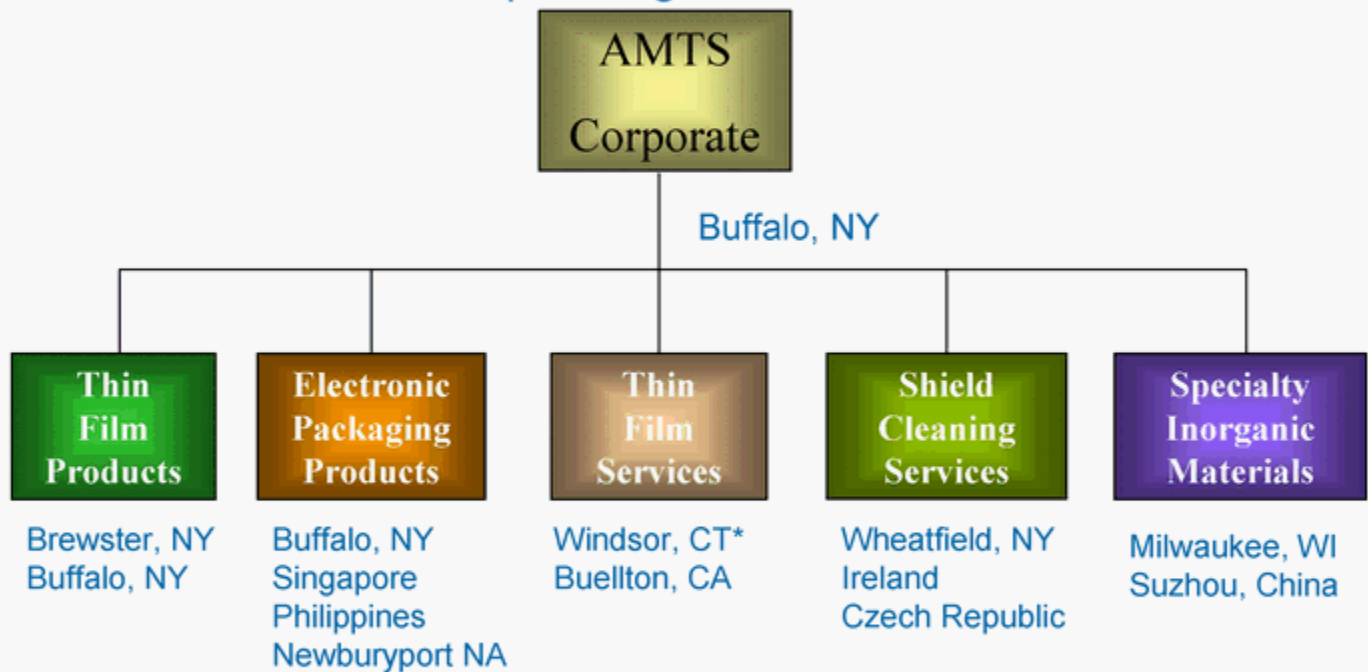 AMTS
Corporate
Buffalo, NY
Thin
Film
Products
Brewster, NY
Buffalo, NY
Electronic
Packaging
Products
Buffalo, NY
Singapore
Philippines
Newburyport NA
Thin
Film
Services
Windsor, CT*
Buellton, CA
Shield
Cleaning
Services
Wheatfield, NY
Ireland
Czech Republic
Specialty
Inorganic
Materials
Milwaukee, WI
Suzhou, China